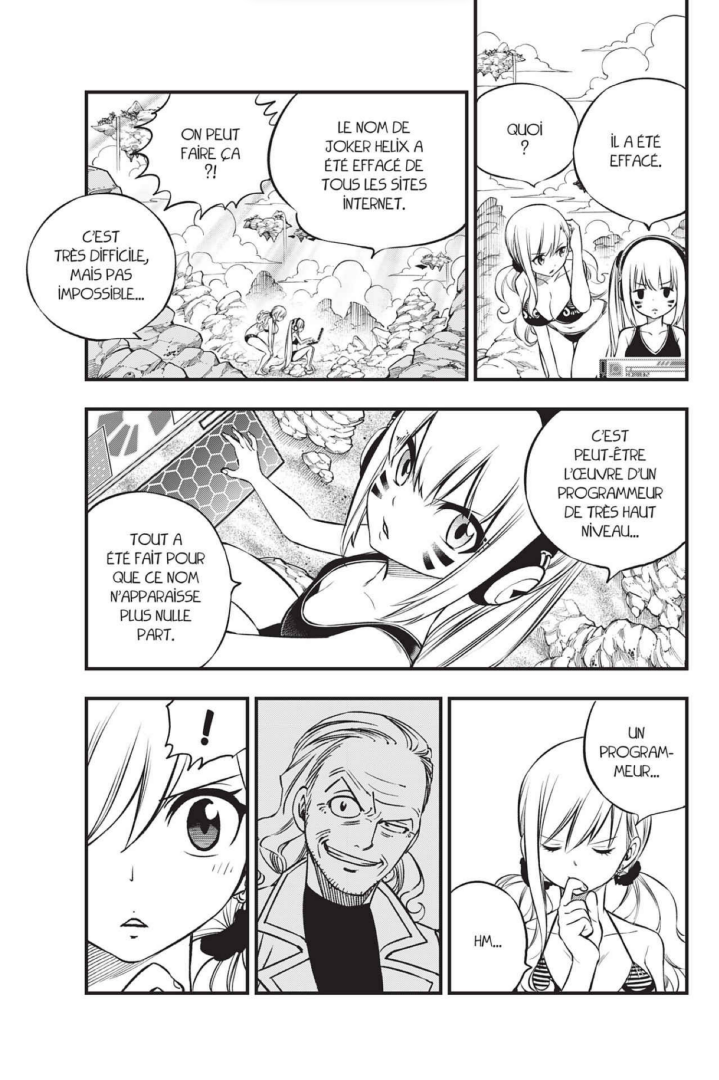 IL A ÉTÉ
EFFACÉ.
QUOI
?
LE NOM DE
JOKER HELIX A
ÉTÉ EFFACÉ DE
TOUS LES SITES
INTERNET.
ON PEUT
FAIRE ÇA
?!
C'EST
TRÈS DIFFICILE,
MAIS PAS
IMPOSSIBLE...
C'EST
PEUT-ÊTRE
L'ŒUVRE D'UN
PROGRAMMEUR
DE TRÈS HAUT
NIVEAU...
TOUT A
ÉTÉ FAIT POUR
QUE CE NOM
N'APPARAISSE
PLUS NULLE
PART.
UN
PROGRAM-
MEUR...
HM...
!